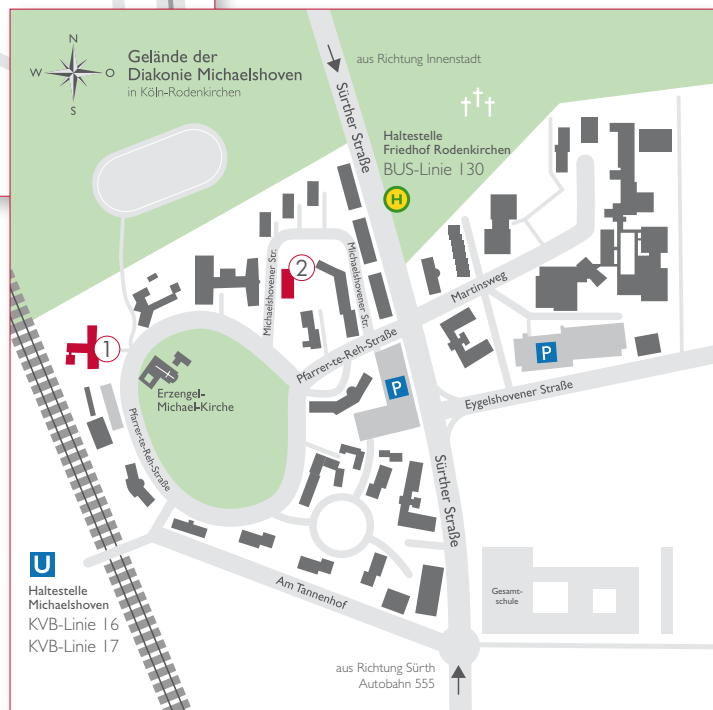 N
W
O
S
Gelände der
Diakonie Michaelshoven
in Köln-Rodenkirchen
aus Richtung Innenstadt
Sürther Straße
Haltestelle
Friedhof Rodenkirchen
BUS-Linie 130
H
Martinsweg
Michaelshovener Str.
2
Michaelshovener Str.
1
Pfarrer-te-Reh-Straße
P
P
Eygelshovener Straße
Erzengel-
Michael-Kirche
Pfarrer-te-Reh-Straße
Sürther Straße
U
Haltestelle
Michaelshoven
KVB-Linie 16
KVB-Linie 17
Am Tannenhof
Gesamt-
schule
aus Richtung Sürth
Autobahn 555